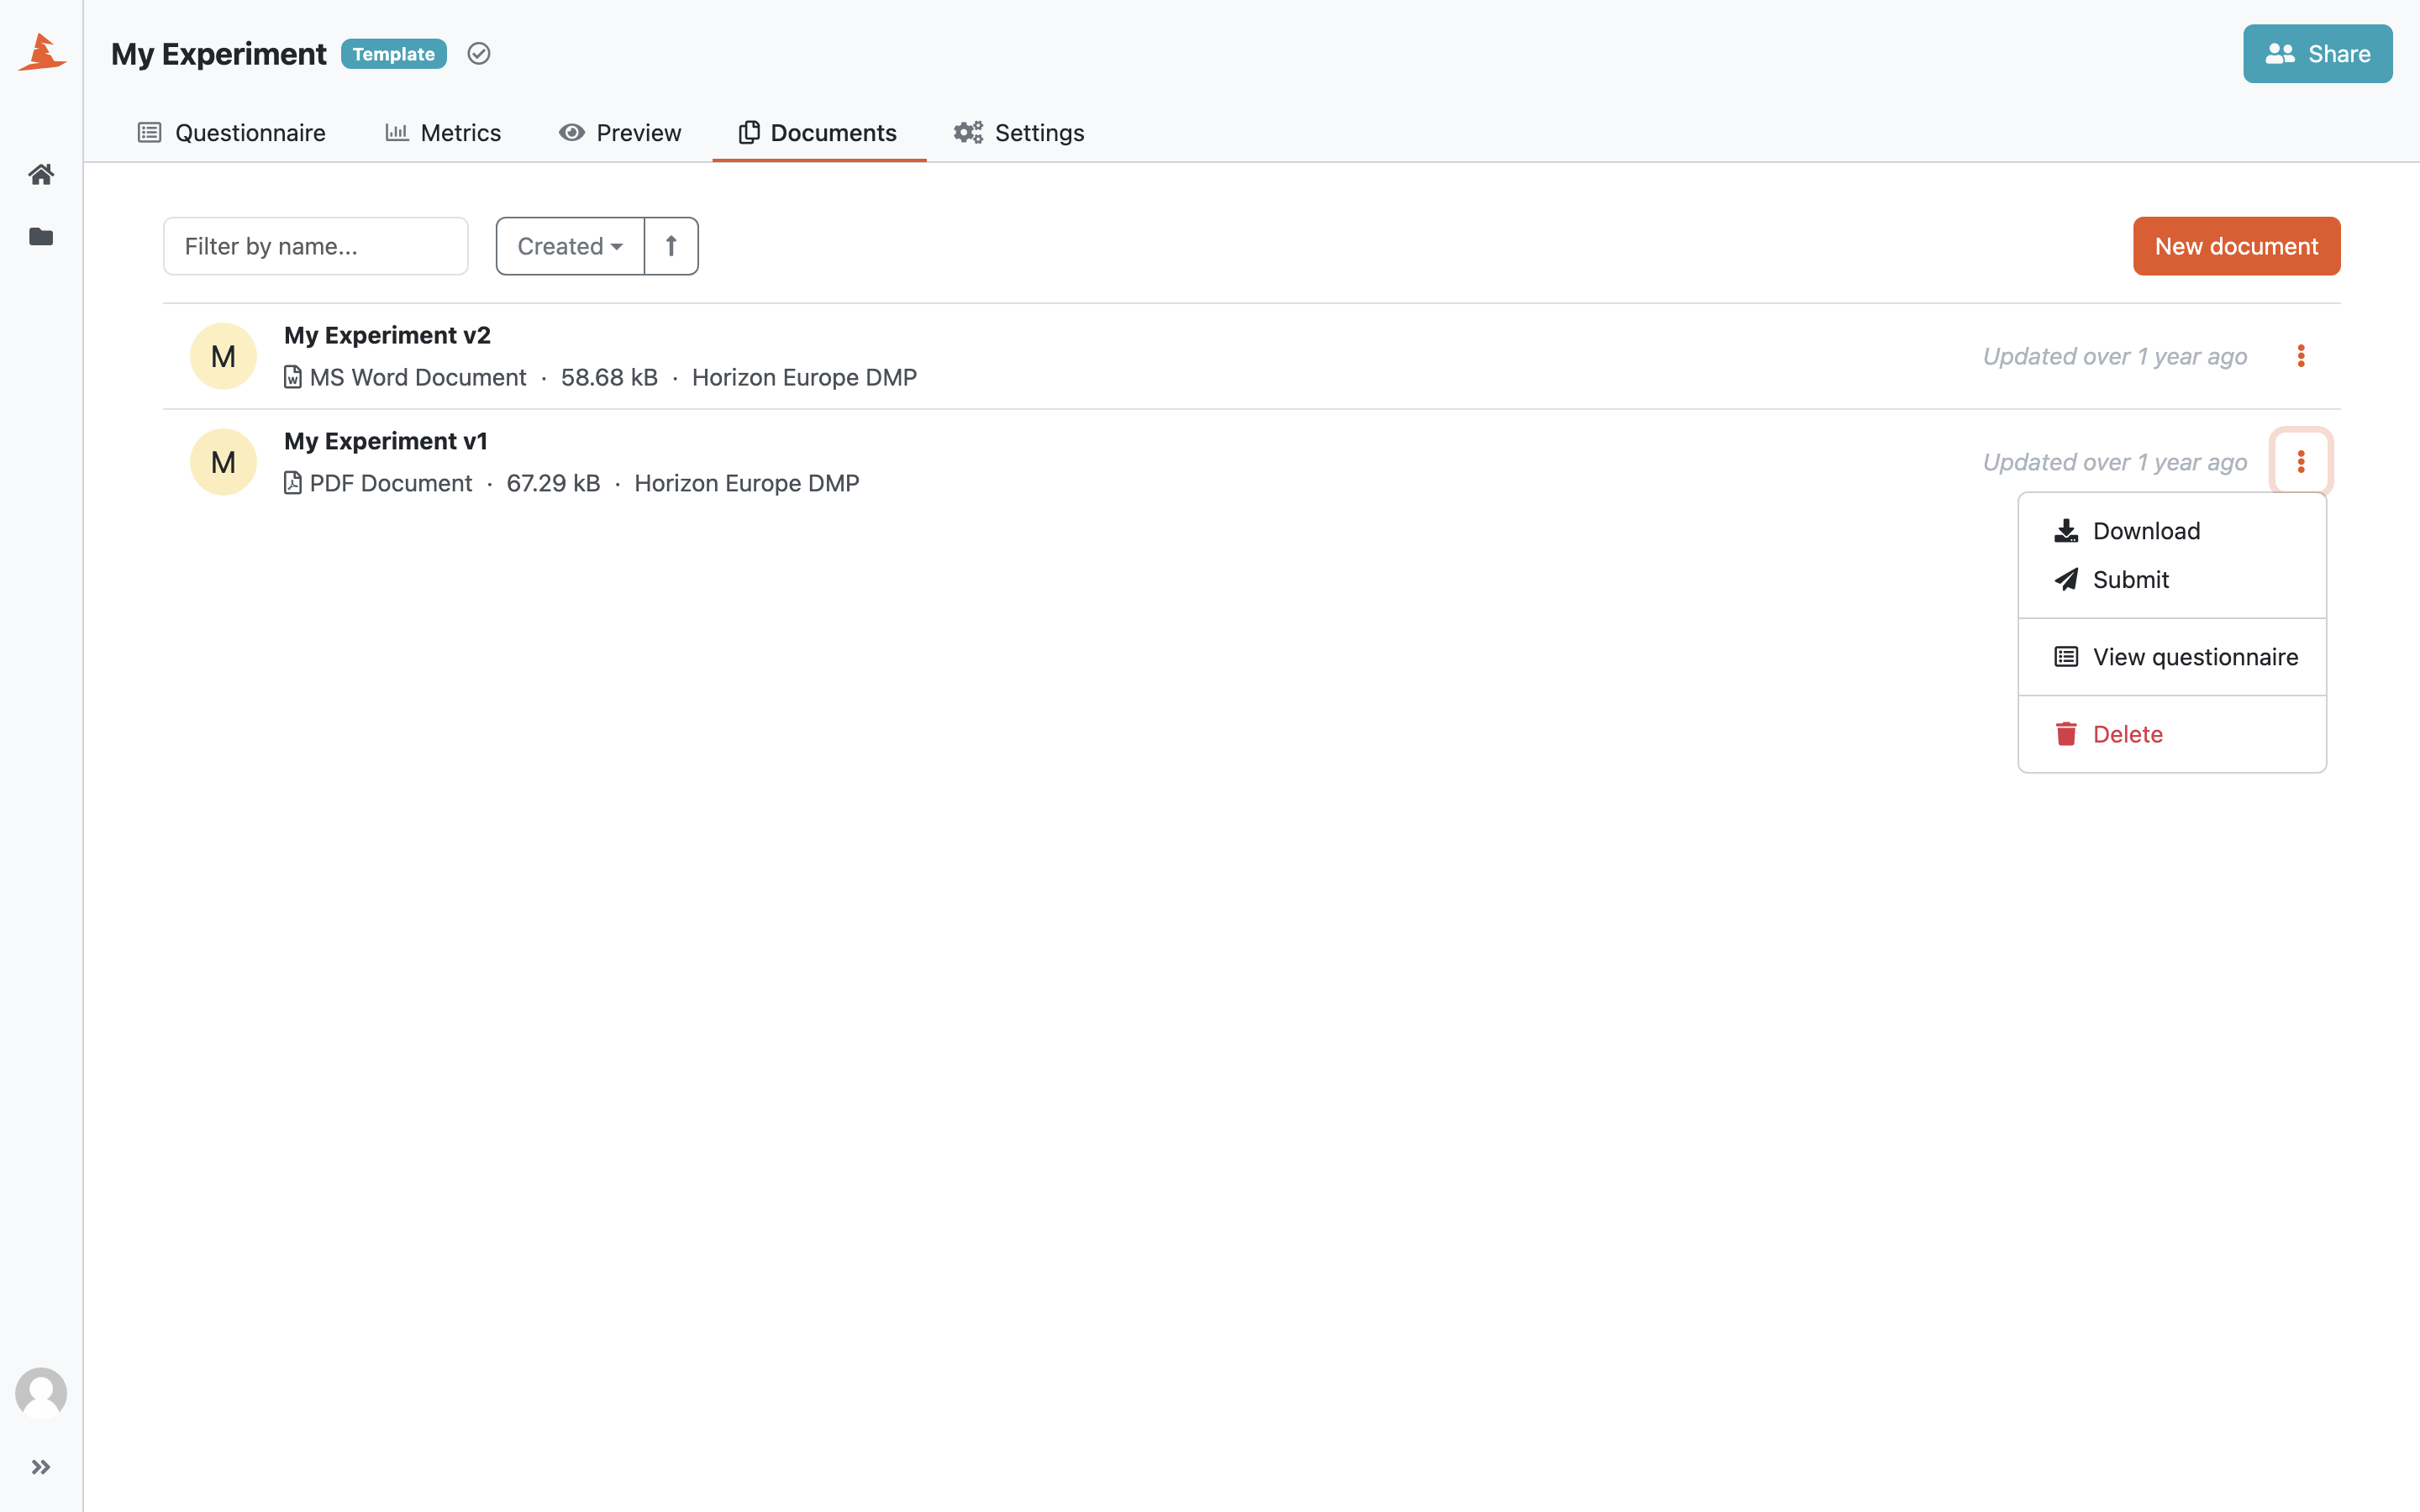 My Experiment Template
Share
Questionnaire Metrics Preview Documents Settings
Filter by name... Created New document
M
My Experiment v2
MS Word Document · 58.68 kB · Horizon Europe DMP
Updated over 1 year ago
M
My Experiment v1
PDF Document · 67.29 kB · Horizon Europe DMP
Updated over 1 year ago
Download
Submit
View questionnaire
Delete